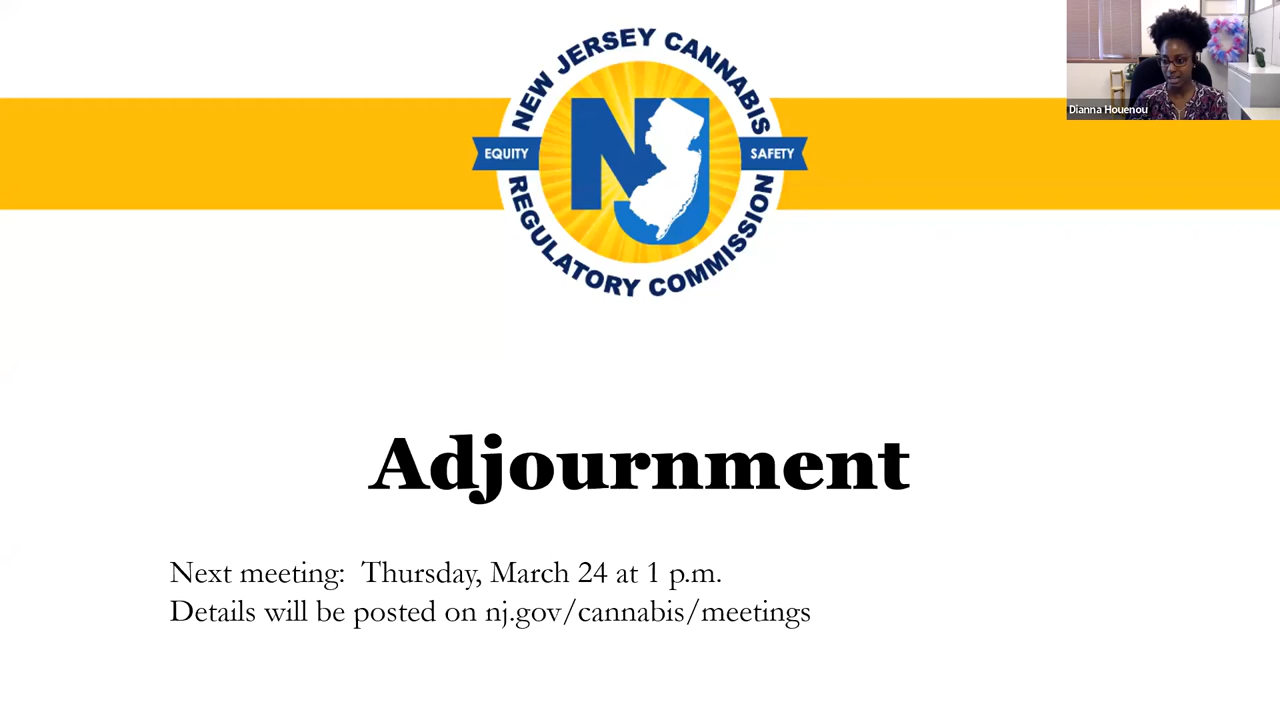 NEW JERSEY CANNABIS
EQUITY
NJ
SAFETY
REGULATORY COMMISSION
Dianna Houenou
Adjournment
Next meeting: Thursday, March 24 at 1 p.m.
Details will be posted on nj.gov/cannabis/meetings